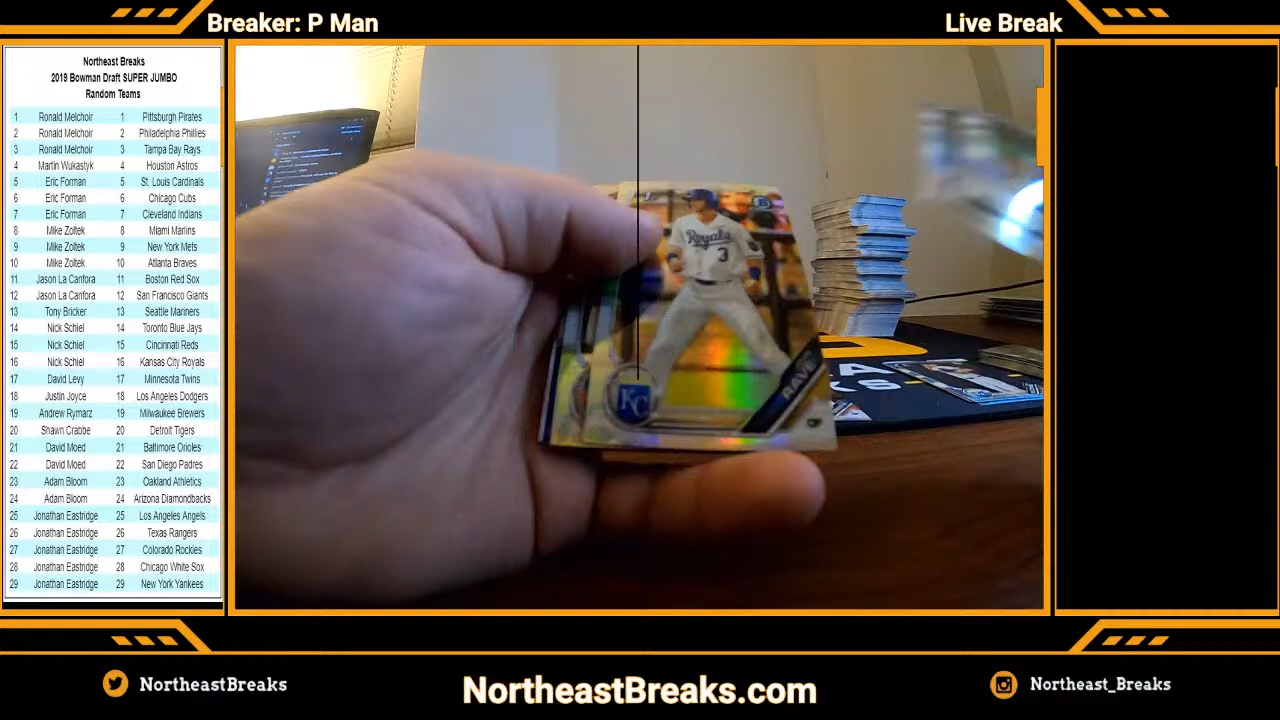 Breaker: P Man
Live Break
Northeast Breaks
2019 Bowman Draft SUPER JUMBO
Random Teams
1 Ronald Melchoir 1 Pittsburgh Pirates
2 Ronald Melchoir 2 Philadelphia Phillies
3 Ronald Melchoir 3 Tampa Bay Rays
4 Martin Wukastyk 4 Houston Astros
5 Eric Forman 5 St. Louis Cardinals
6 Eric Forman 6 Chicago Cubs
7 Eric Forman 7 Cleveland Indians
8 Mike Zoltek 8 Miami Marlins
9 Mike Zoltek 9 New York Mets
10 Mike Zoltek 10 Atlanta Braves
11 Jason La Canfora 11 Boston Red Sox
12 Jason La Canfora 12 San Francisco Giants
13 Tony Bricker 13 Seattle Mariners
14 Nick Schiel 14 Toronto Blue Jays
15 Nick Schiel 15 Cincinnati Reds
16 Nick Schiel 16 Kansas City Royals
17 David Levy 17 Minnesota Twins
18 Justin Joyce 18 Los Angeles Dodgers
19 Andrew Rymarz 19 Milwaukee Brewers
20 Shawn Crabbe 20 Detroit Tigers
21 David Moed 21 Baltimore Orioles
22 David Moed 22 San Diego Padres
23 Adam Bloom 23 Oakland Athletics
24 Adam Bloom 24 Arizona Diamondbacks
25 Jonathan Eastridge 25 Los Angeles Angels
26 Jonathan Eastridge 26 Texas Rangers
27 Jonathan Eastridge 27 Colorado Rockies
28 Jonathan Eastridge 28 Chicago White Sox
29 Jonathan Eastridge 29 New York Yankees
Royals
3
KC
NortheastBreaks
NortheastBreaks.com
Northeast_Breaks